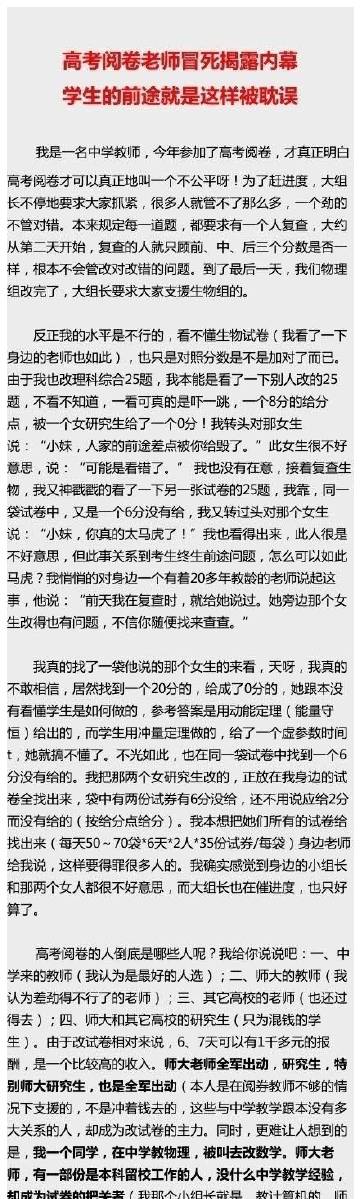 高考阅卷老师冒死揭露内幕
学生的前途就是这样被耽误
我是一名中学教师，今年参加了高考阅卷，才真正明白
高考阅卷才可以真正地叫一个不公平呀！为了赶进度，大组
长不停地要求大家抓紧，很多人就管不了那么多，一个劲的
不管对错。本来规定每一道题，都要求有一个人复查，大约
从第二天开始，复查的人就只顾前、中、后三个分数是否一
样，根本不会管改对改错的问题。到了最后一天，我们物理
组改完了，大组长要求大家支援生物组的。
反正我的水平是不行的，看不懂生物试卷（我看了一下
身边的老师也如此），也只是对照分数是不是加对了而已。
由于我也改理科综合25题，我本能是看了一下别人改的25
题，不看不知道，一看可真的是吓一跳，一个8分的给分
点，被一个女研究生给了一个0分！我转头对那女生
说：“小妹，人家的前途差点被你给毁了。”此女生很不好
意思，说：“可能是看错了。” 我也没有在意，接着复查生
物，我又神戳戳的看了一下另一张试卷的25题，我靠，同一
袋试卷中，又是一个6分没有给，我又转过头对那个女生
说：“小妹，你真的太马虎了！”我也看得出来，此人很是
不好意思，但此事关系到考生终生前途问题，怎么可以如此
马虎？我悄悄的对身边一个有着20多年教龄的老师说起这
事，他说：“前天我在复查时，就给她说过。她旁边那个女
生改得也有问题，不信你随便找来查查。”
我真的找了一袋他说的那个女生的来看，天呀，我真的
不敢相信，居然找到一个20分的，给成了0分的，她跟本没
有看懂学生是如何做的，参考答案是用动能定理（能量守
恒）给出的，而学生用冲量定理做的，给了一个虚参数时间
t，她就搞不懂了。不光如此，也在同一袋试卷中找到一个6
分没有给的。我把那两个女研究生改的，正放在我身边的试
卷全找出来，袋中有两份试券有6分没给，还不用说应给2分
而没有给的（按给分点给分）。我本想把她们所有的试卷给
找出来（每天50～70袋*6天*2人*35份试券/每袋）身边老师
给我说，这样要得罪很多人的。我确实感觉到身边的小组长
和那两个女人都很不好意思，而大组长也在催进度，也只好
算了。
高考阅卷的人倒底是哪些人呢？我给你说说吧：一、中
学来的教师（我认为是最好的人选）；二、师大的教师（我
认为差劲得不行了的老师）；三、其它高校的老师（也还过
得去）；四、师大和其它高校的研究生（只为混钱的学
生）。由于改试卷相对来说，6、7天可以有1千多元的报
酬，是一个比较高的收入。师大老师全军出动，研究生，特
别师大研究生，也是全军出动（本人是在阅券教师不够的情
况下支援的，不是冲着钱去的，这些与中学教学跟本没有多
大关系的人，却成为改试卷的主力。同时，更难让人想到的
是，我一个同学，在中学教物理，被叫去改数学。师大老
师，有一部份是本科留校工作的人，没什么中学教学经验，
却成为试卷的把关者（我那个小组长就是，教计算机的，师